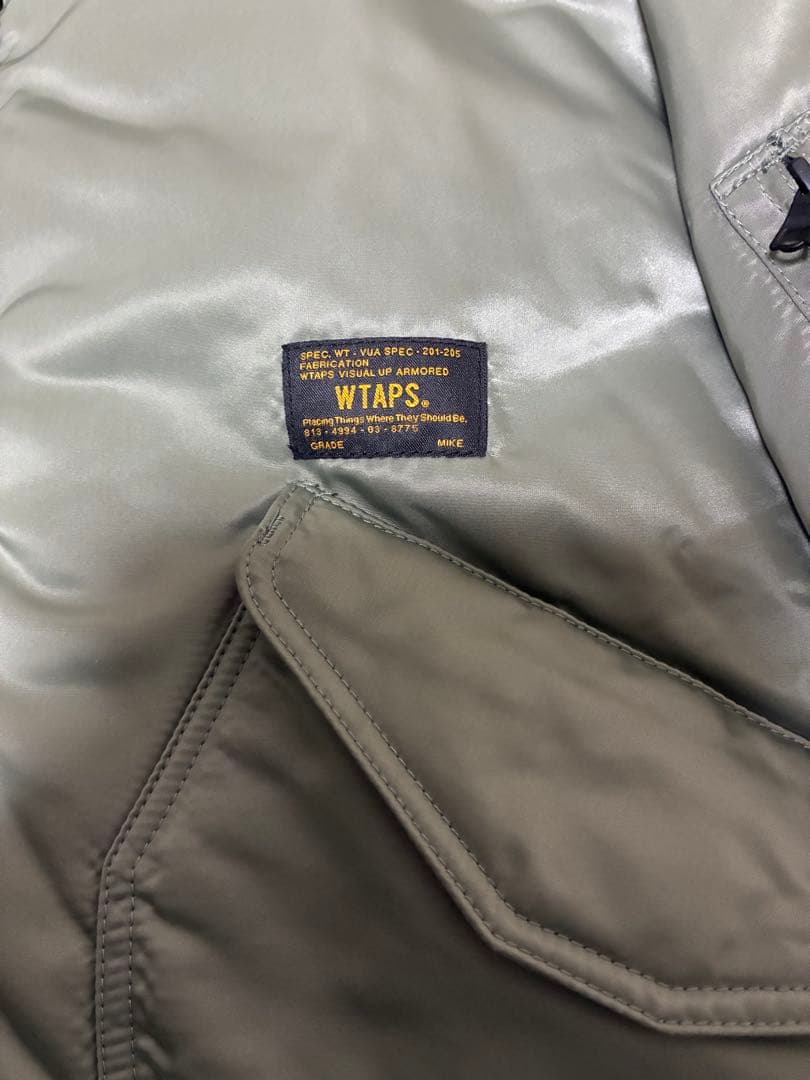 SPEC. WT - VUA SPEC - 201-205
FABRICATION
WTAPS VISUAL UP ARMORED
WTAPS®
Placing Things Where They Should Be.
813 - 4994 - 03 - 8775
GRADE MIKE